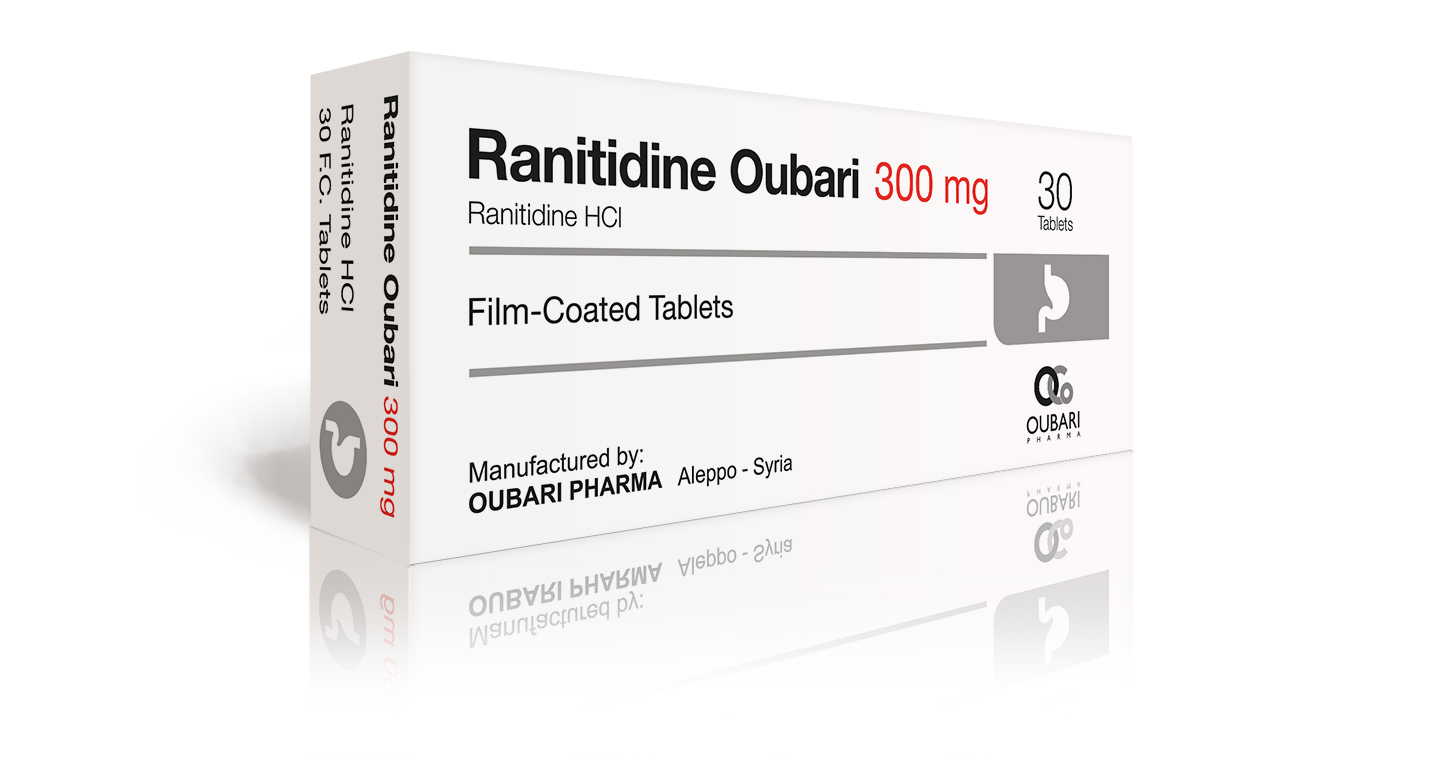 Ranitidine Oubari 300 mg
Ranitidine HCl
30 F.C. Tablets
Ranitidine Oubari 300 mg
Ranitidine HCl
30
Tablets
Film-Coated Tablets
OUBARI
PHARMA
Manufactured by:
OUBARI PHARMA Aleppo - Syria